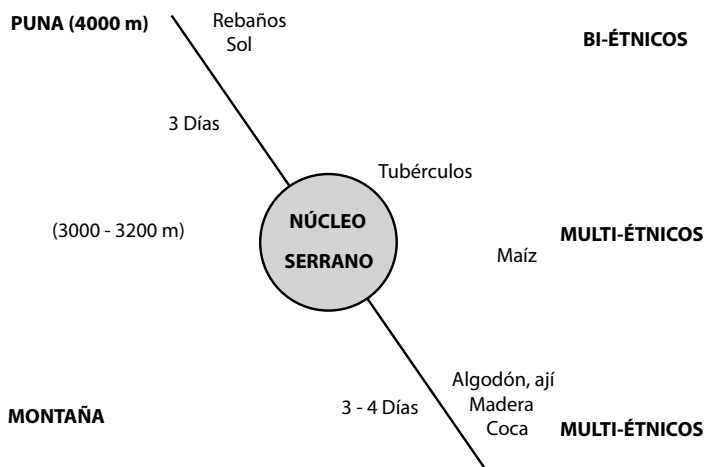 PUNA (4000 m)
Rebaños
Sol
BI-ÉTNICOS
3 Días
Tubérculos
(3000 - 3200 m)
NÚCLEO
SERRANO
MULTI-ÉTNICOS
Maíz
Algodón, ají
Madera
Coca
3 - 4 Días
MONTAÑA
MULTI-ÉTNICOS